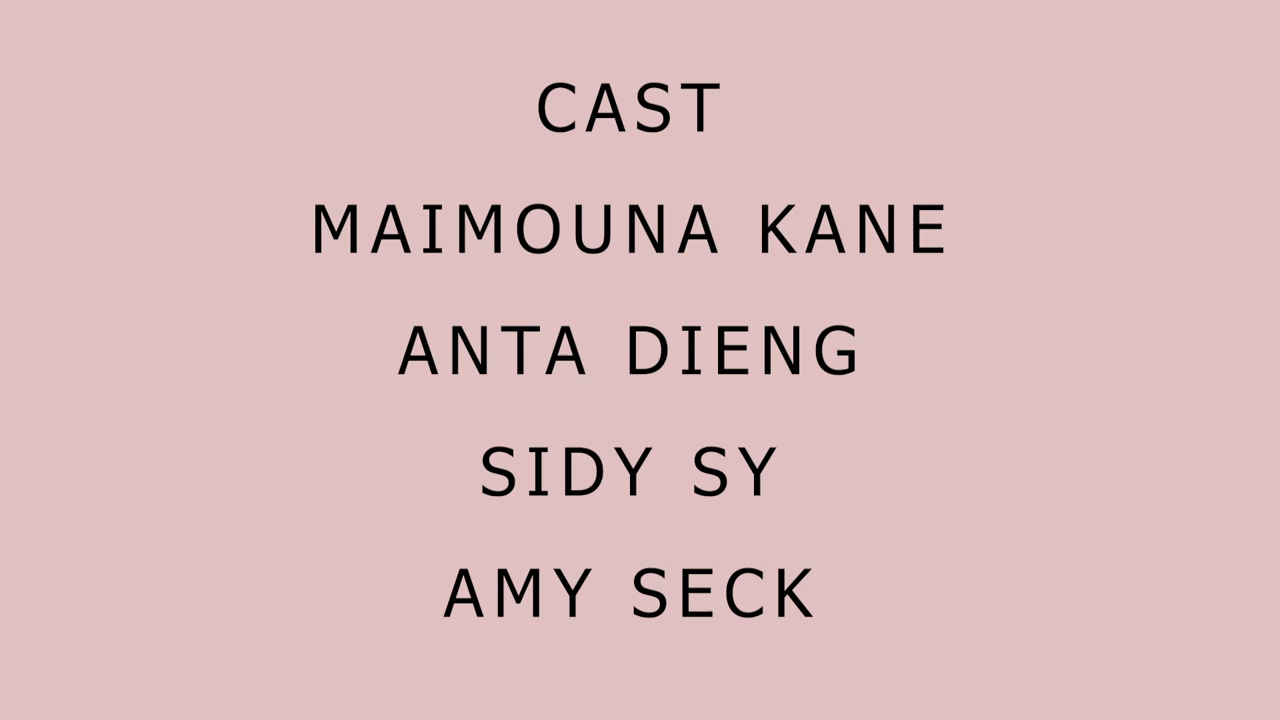 CAST
MAIMOUNA KANE
ANTA DIENG
SIDY SY
AMY SECK